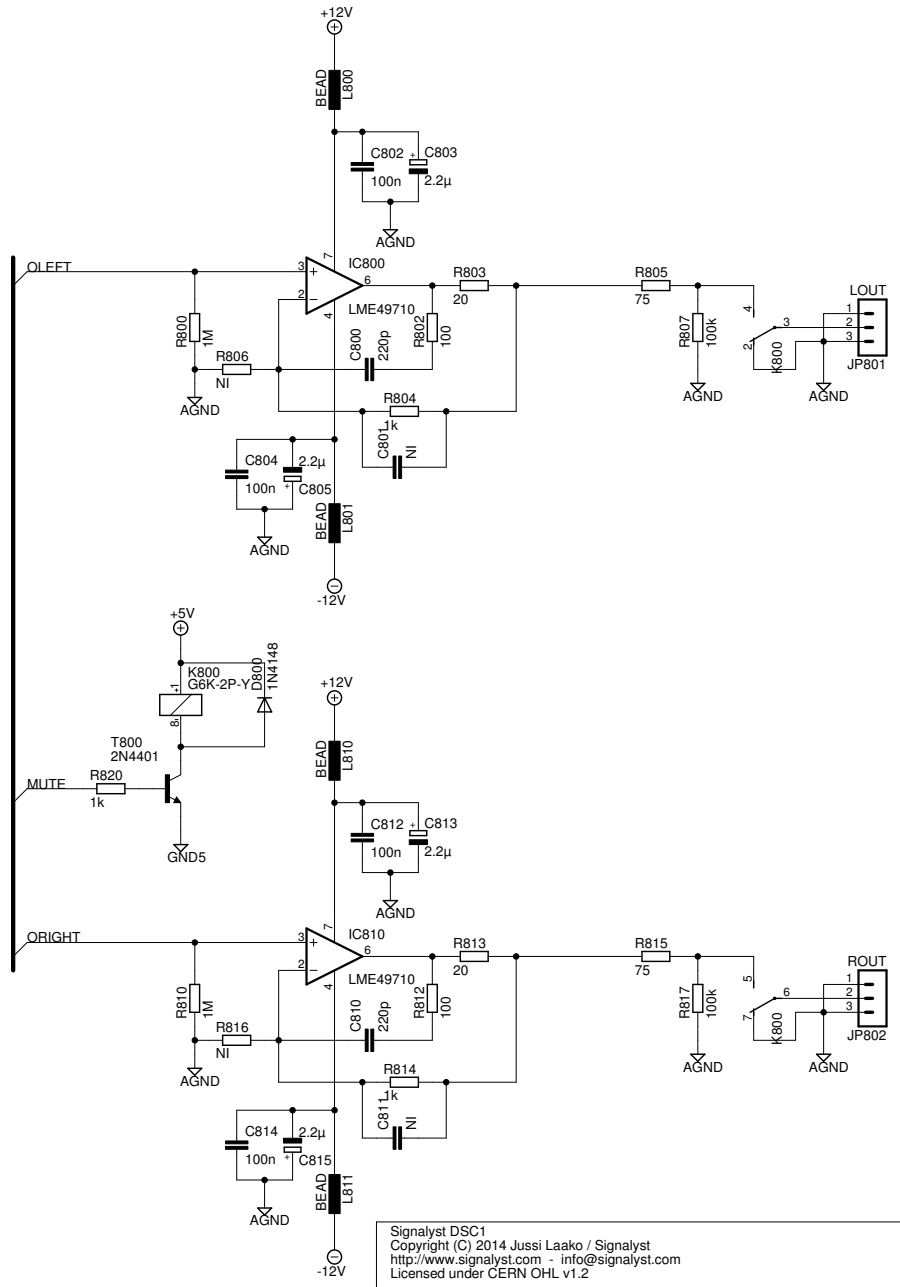 +12V
BEAD
L800
C802
100n
+
C803
2.2µ
AGND
OLEFT
7
IC800
3
+
2
−
6
4
LME49710
R800
1M
R806
NI
AGND
C800
220p
R802
100
R803
20
R804
1k
C801
NI
R805
75
R807
100k
AGND
4
3
2
K800
LOUT
1
2
3
JP801
AGND
C804
100n
2.2µ
+
C805
AGND
BEAD
L801
-12V
+5V
K800
G6K-2P-Y
+1
8-
D800
1N4148
T800
2N4401
MUTE
R820
1k
GND5
+12V
BEAD
L810
C812
100n
+
C813
2.2µ
AGND
ORIGHT
7
IC810
3
+
2
−
6
4
LME49710
R810
1M
R816
NI
AGND
C810
220p
R812
100
R813
20
R814
1k
C811
NI
R815
75
R817
100k
AGND
5
6
7
K800
ROUT
1
2
3
JP802
AGND
C814
100n
2.2µ
+
C815
AGND
BEAD
L811
-12V
Signalyst DSC1
Copyright (C) 2014 Jussi Laako / Signalyst
http://www.signalyst.com - info@signalyst.com
Licensed under CERN OHL v1.2